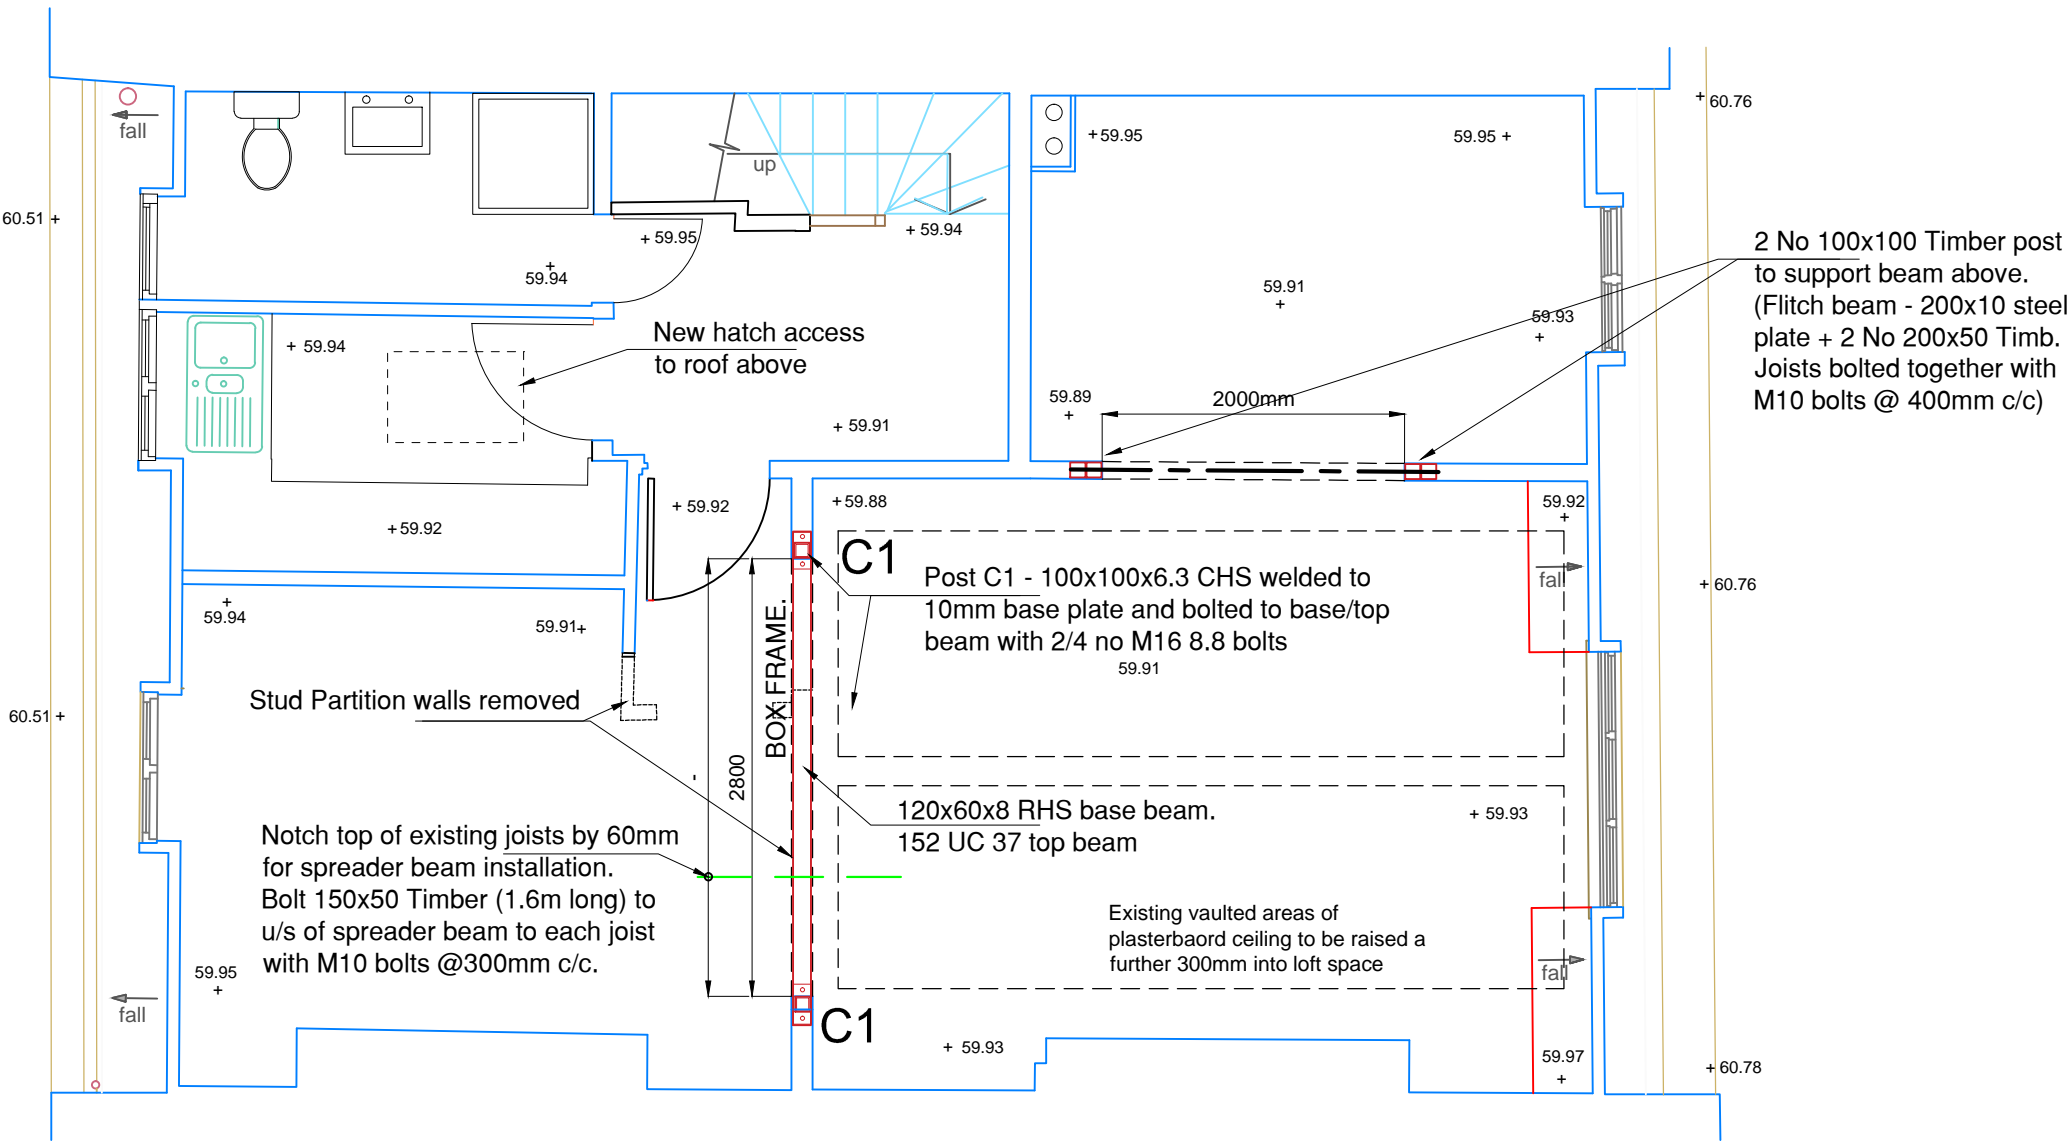 60.76
fall
59.95
59.95
up
60.51
59.95
59.94
2 No 100x100 Timber post
to support beam above.
(Flitch beam - 200x10 steel
plate + 2 No 200x50 Timb.
Joists bolted together with
M10 bolts @ 400mm c/c)
59.94
59.91
59.93
New hatch access
to roof above
59.94
59.89
2000mm
59.91
59.92
59.92
59.88
59.92
C1
Post C1 - 100x100x6.3 CHS welded to
10mm base plate and bolted to base/top
beam with 2/4 no M16 8.8 bolts
fall
60.76
59.94
59.91
59.91
BOX FRAME.
Stud Partition walls removed
60.51
2800
120x60x8 RHS base beam.
152 UC 37 top beam
59.93
Notch top of existing joists by 60mm
for spreader beam installation.
Bolt 150x50 Timber (1.6m long) to
u/s of spreader beam to each joist
with M10 bolts @300mm c/c.
Existing vaulted areas of
plasterbaord ceiling to be raised a
further 300mm into loft space
59.95
fall
fall
C1
59.93
59.97
60.78